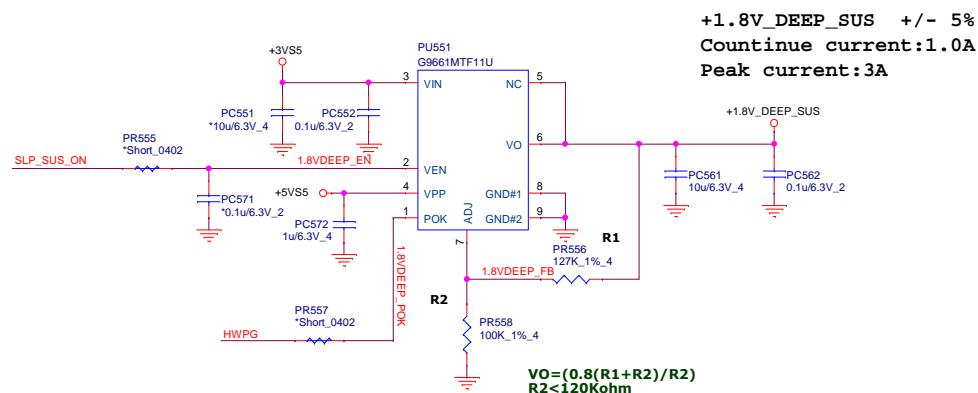 +1.8V_DEEP_SUS +/- 5%
Countinue current:1.0A
Peak current:3A
+3VS5
PU551
G9661MTF11U
3
VIN
NC
5
PC551
*10u/6.3V_4
PC552
0.1u/6.3V_2
+1.8V_DEEP_SUS
PR555
*Short_0402
VO
6
SLP_SUS_ON
1.8VDEEP_EN
2
VEN
PC561
10u/6.3V_4
PC562
0.1u/6.3V_2
PC571
*0.1u/6.3V_2
+5VS5
4
VPP
GND#1
8
PC572
1u/6.3V_4
1
POK
ADJ
GND#2
9
7
R1
PR556
127K_1%_4
1.8VDEEP_POK
1.8VDEEP_FB
R2
PR557
*Short_0402
PR558
100K_1%_4
HWPG
VO=(0.8(R1+R2)/R2)
R2<120Kohm